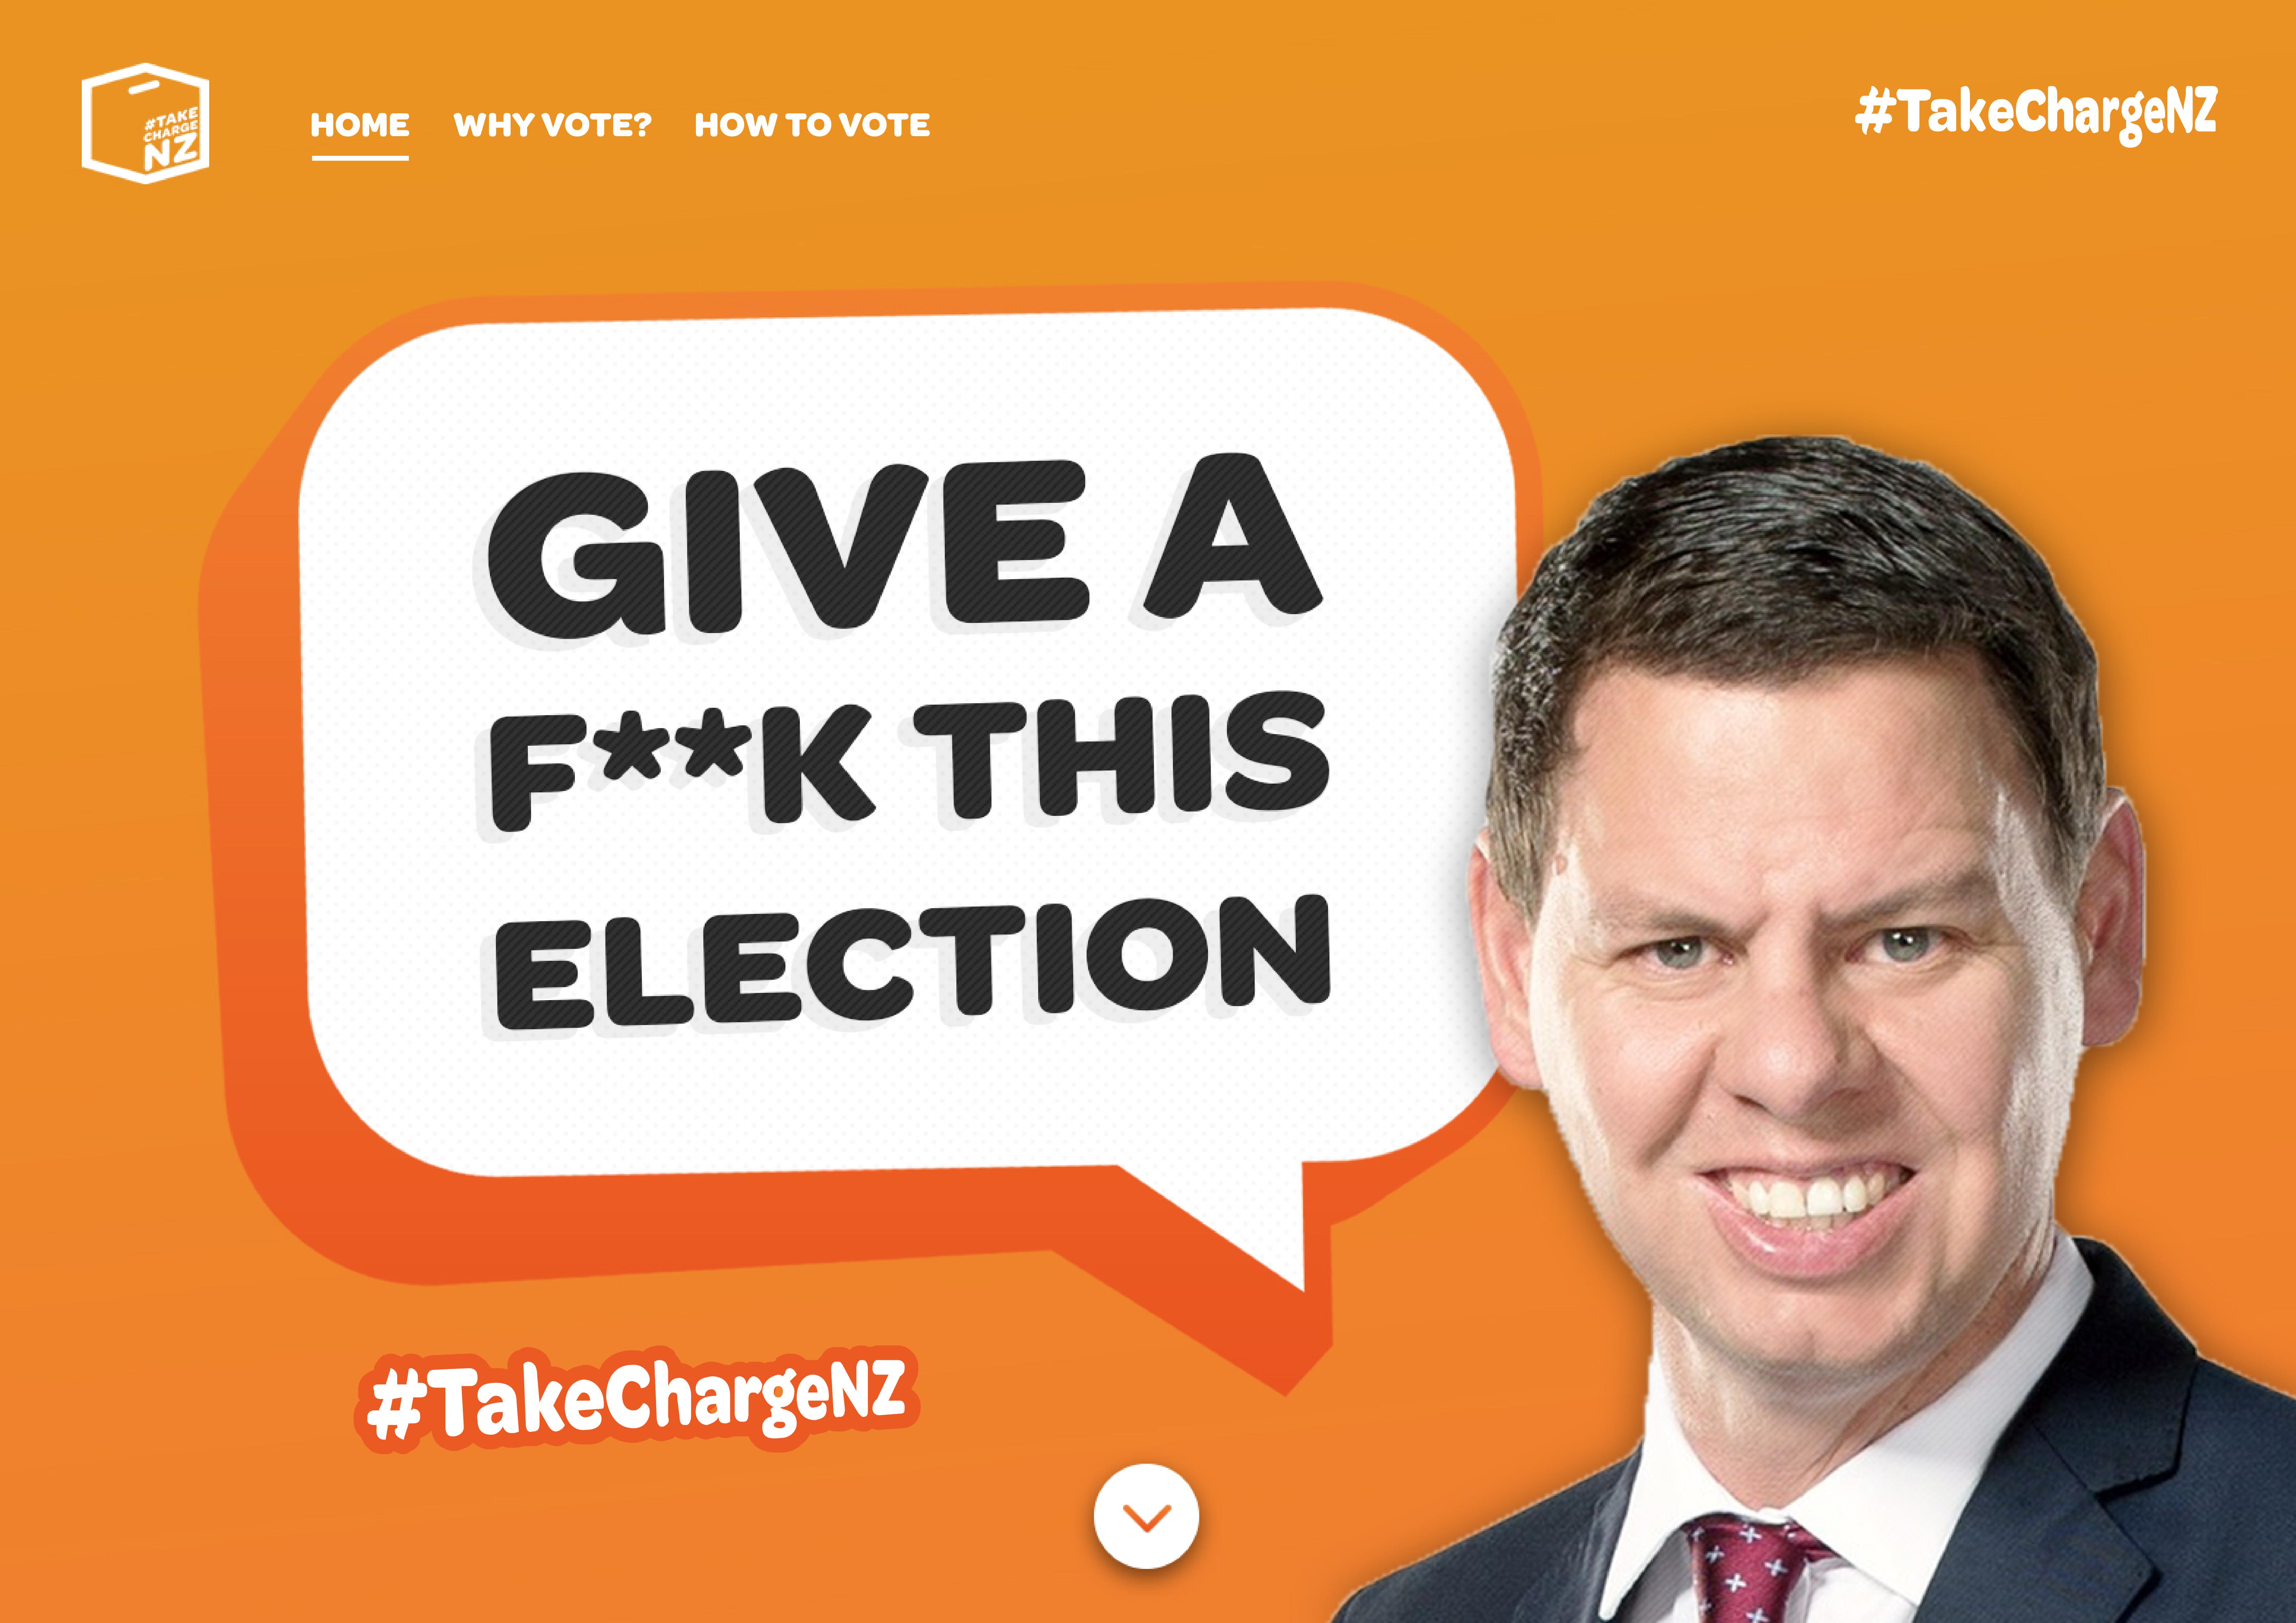 #TAKE
CHARGE
NZ
HOME WHY VOTE? HOW TO VOTE
#TakeChargeNZ
GIVE A
F**K THIS
ELECTION
#TakeChargeNZ